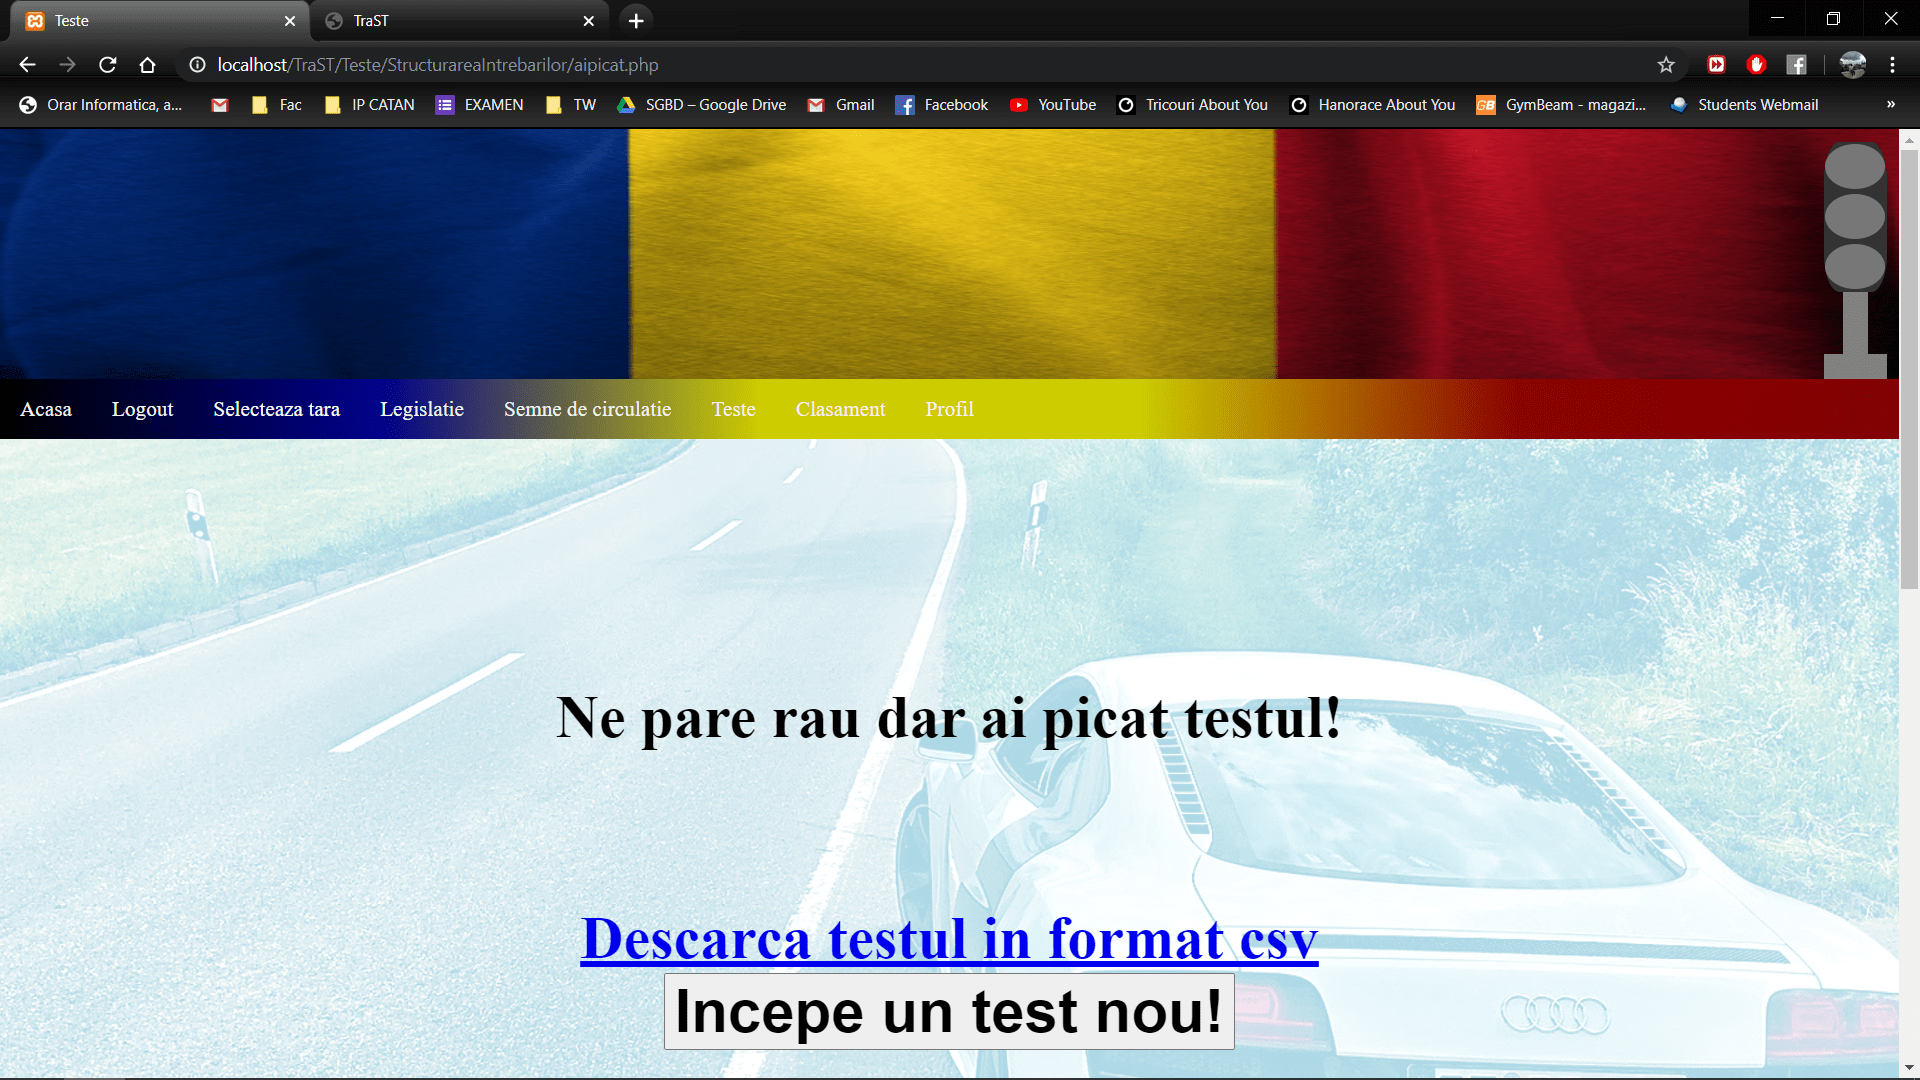 Teste
TraST
localhost/TraST/Teste/StructurareaIntrebarilor/aipicat.php
Orar Informatica, a... Fac IP CATAN EXAMEN TW SGBD – Google Drive Gmail Facebook YouTube Tricouri About You Hanorace About You GymBeam - magazi... Students Webmail »
Acasa Logout Selecteaza tara Legislatie Semne de circulatie Teste Clasament Profil
Ne pare rau dar ai picat testul!
Descarca testul in format csv
Incepe un test nou!